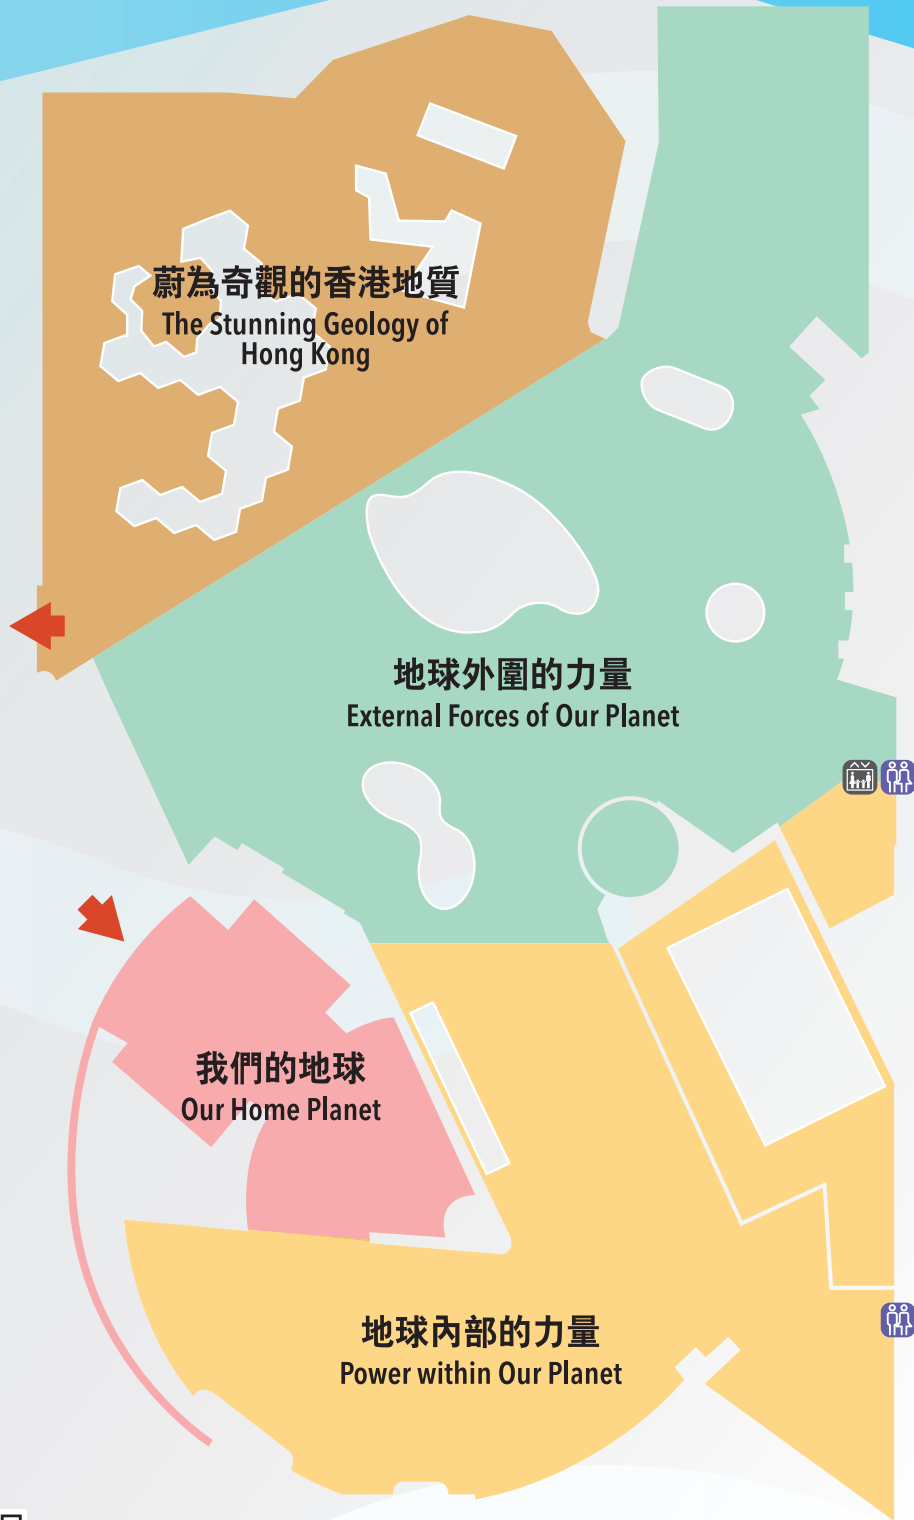 蔚為奇觀的香港地質
The Stunning Geology of
Hong Kong
地球外圍的力量
External Forces of Our Planet
我們的地球
Our Home Planet
地球內部的力量
Power within Our Planet